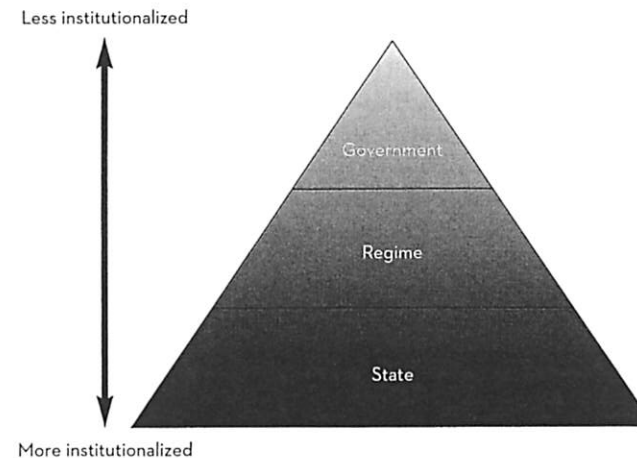 Less institutionalized
Government
Regime
State
More institutionalized